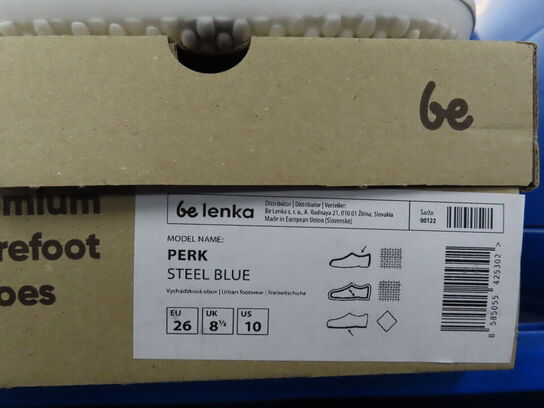 be
emium
refoot
oes
be lenka
Distribútor | Distributor | Verteiler:
Be Lenka s. r. o., A. Rudnaya 21, 010 01 Žilina, Slovakia
Made in European Union (Slovensko)
Šarža:
00122
MODEL NAME:
PERK
STEEL BLUE
Vychádzková obuv | Urban footwear | Freizeitschuhe
EU 26 UK 8½ US 10
8 585055 425302 >